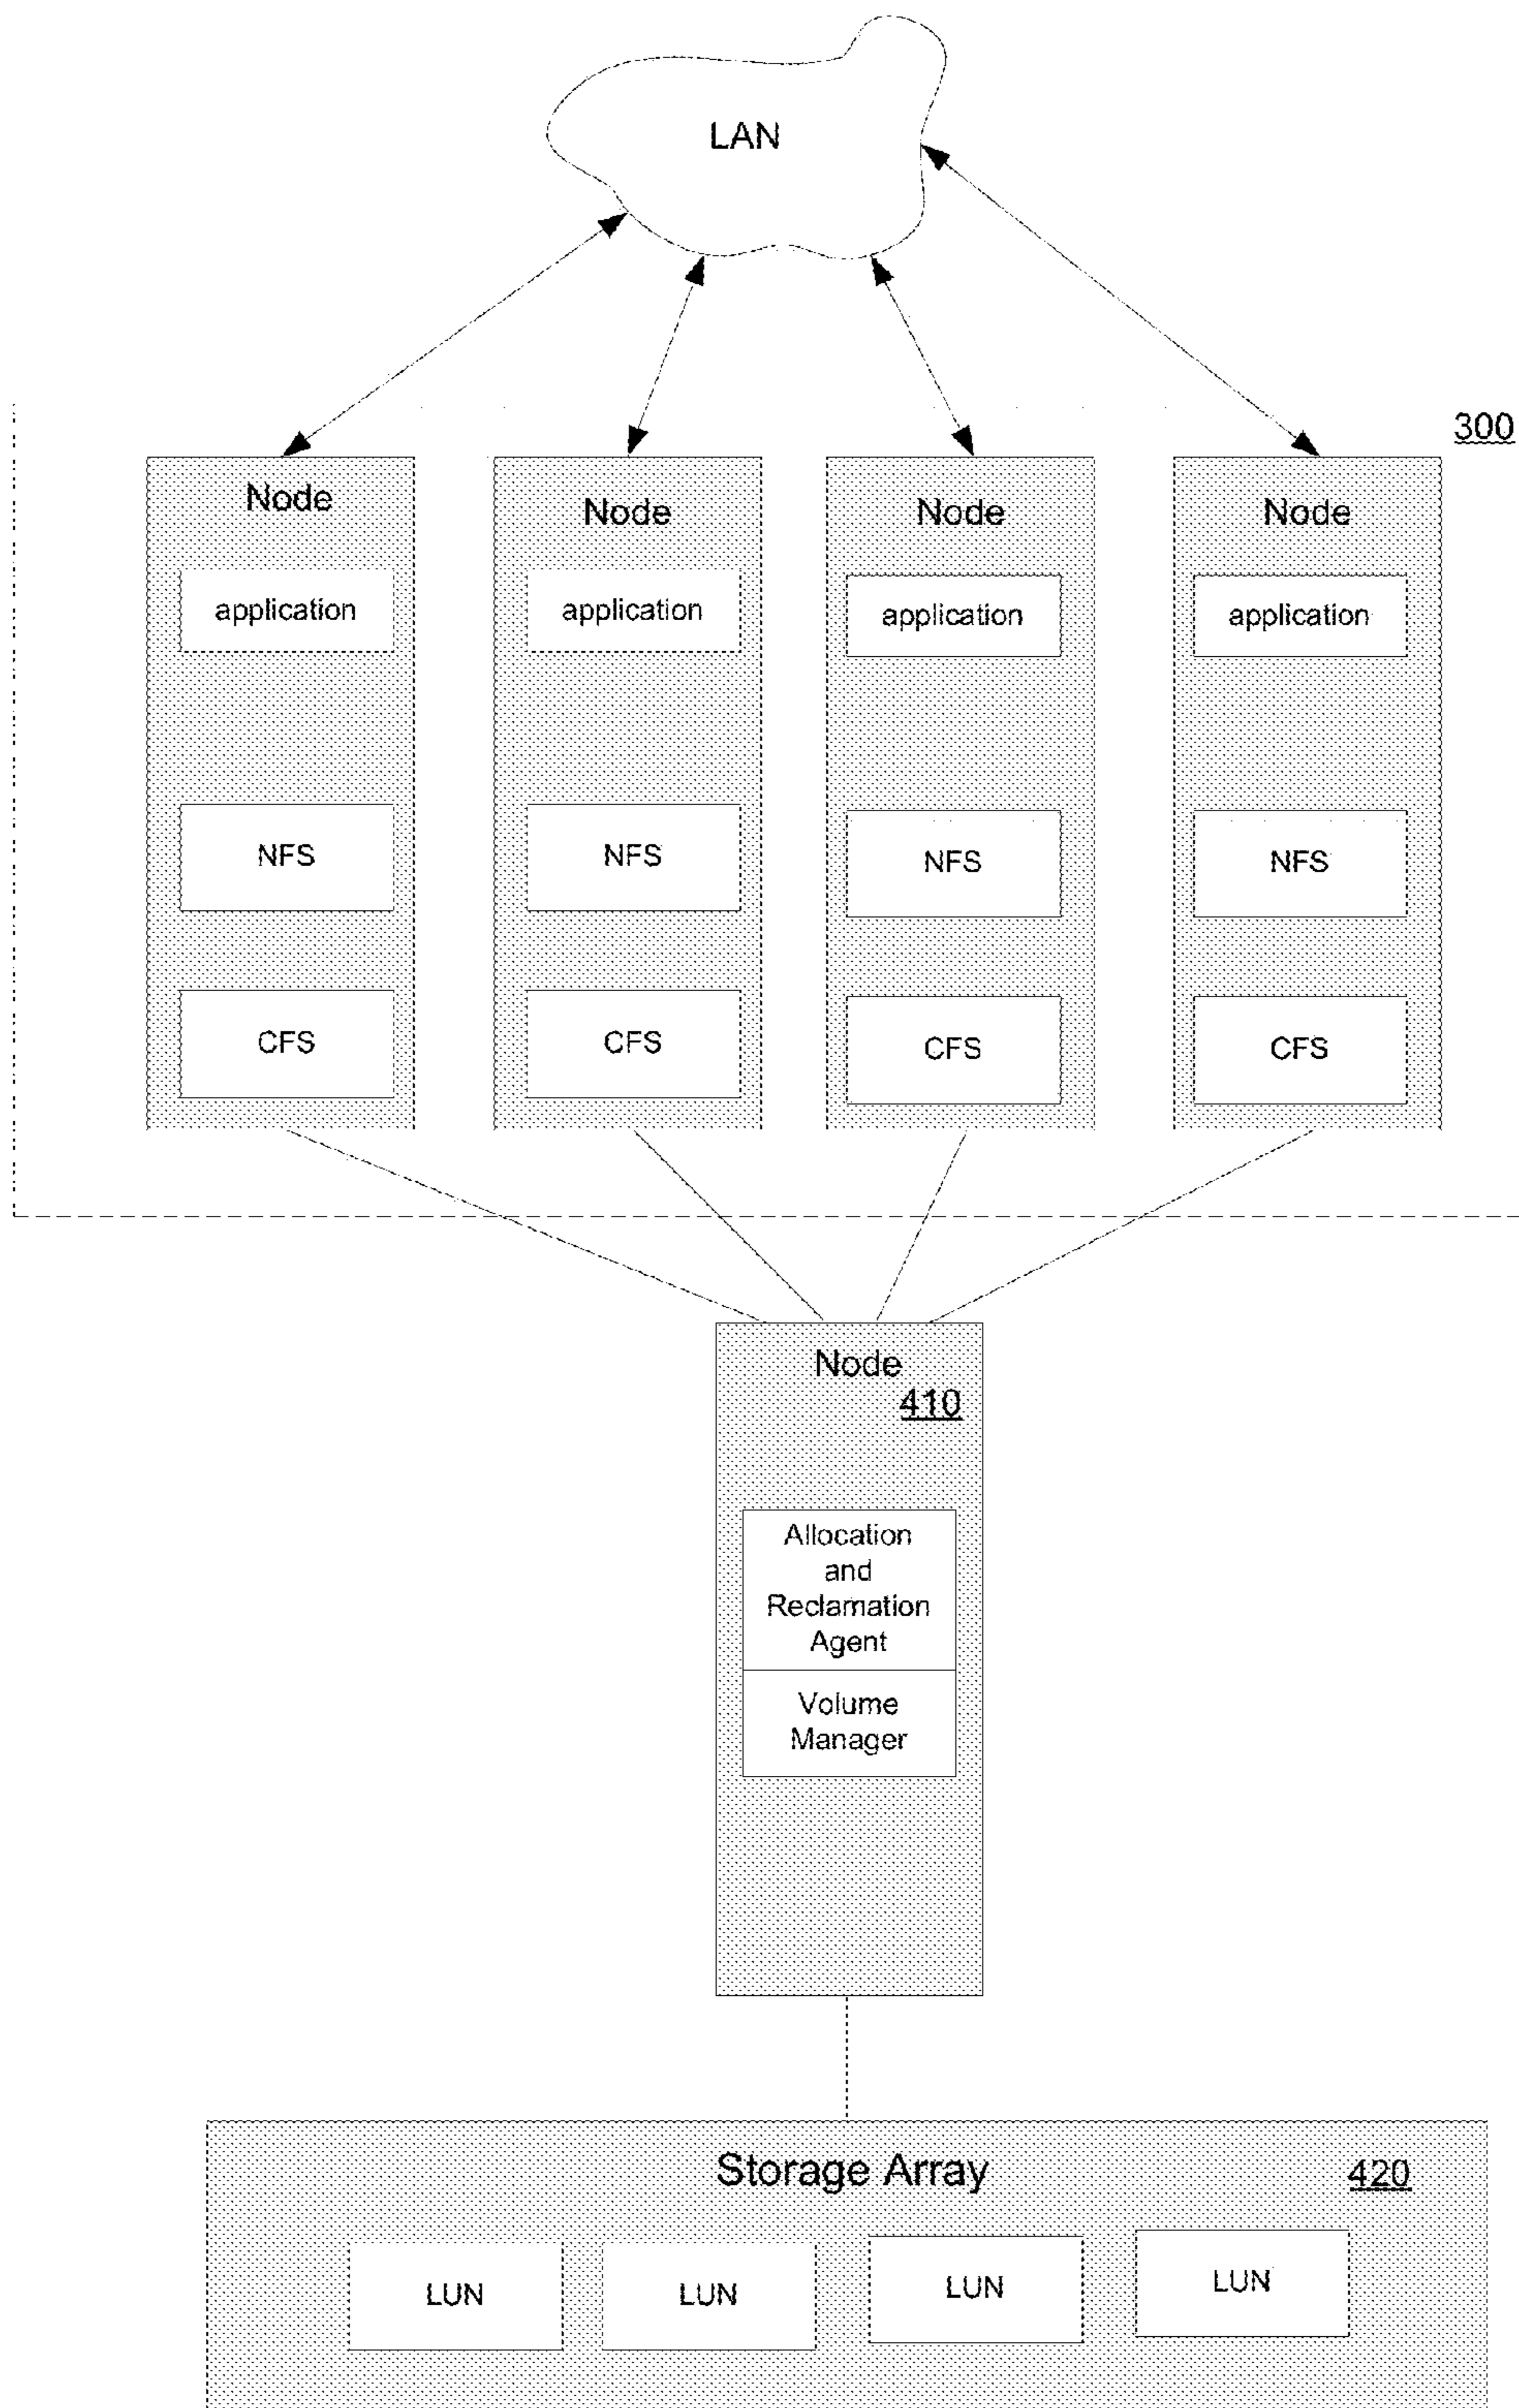 LAN
300
Node
Node
Node
Node
application
application
application
application
NFS
NFS
NFS
NFS
CFS
CFS
CFS
CFS
Node
410
Allocation
and
Reclamation
Agent
Volume
Manager
Storage Array
420
LUN
LUN
LUN
LUN